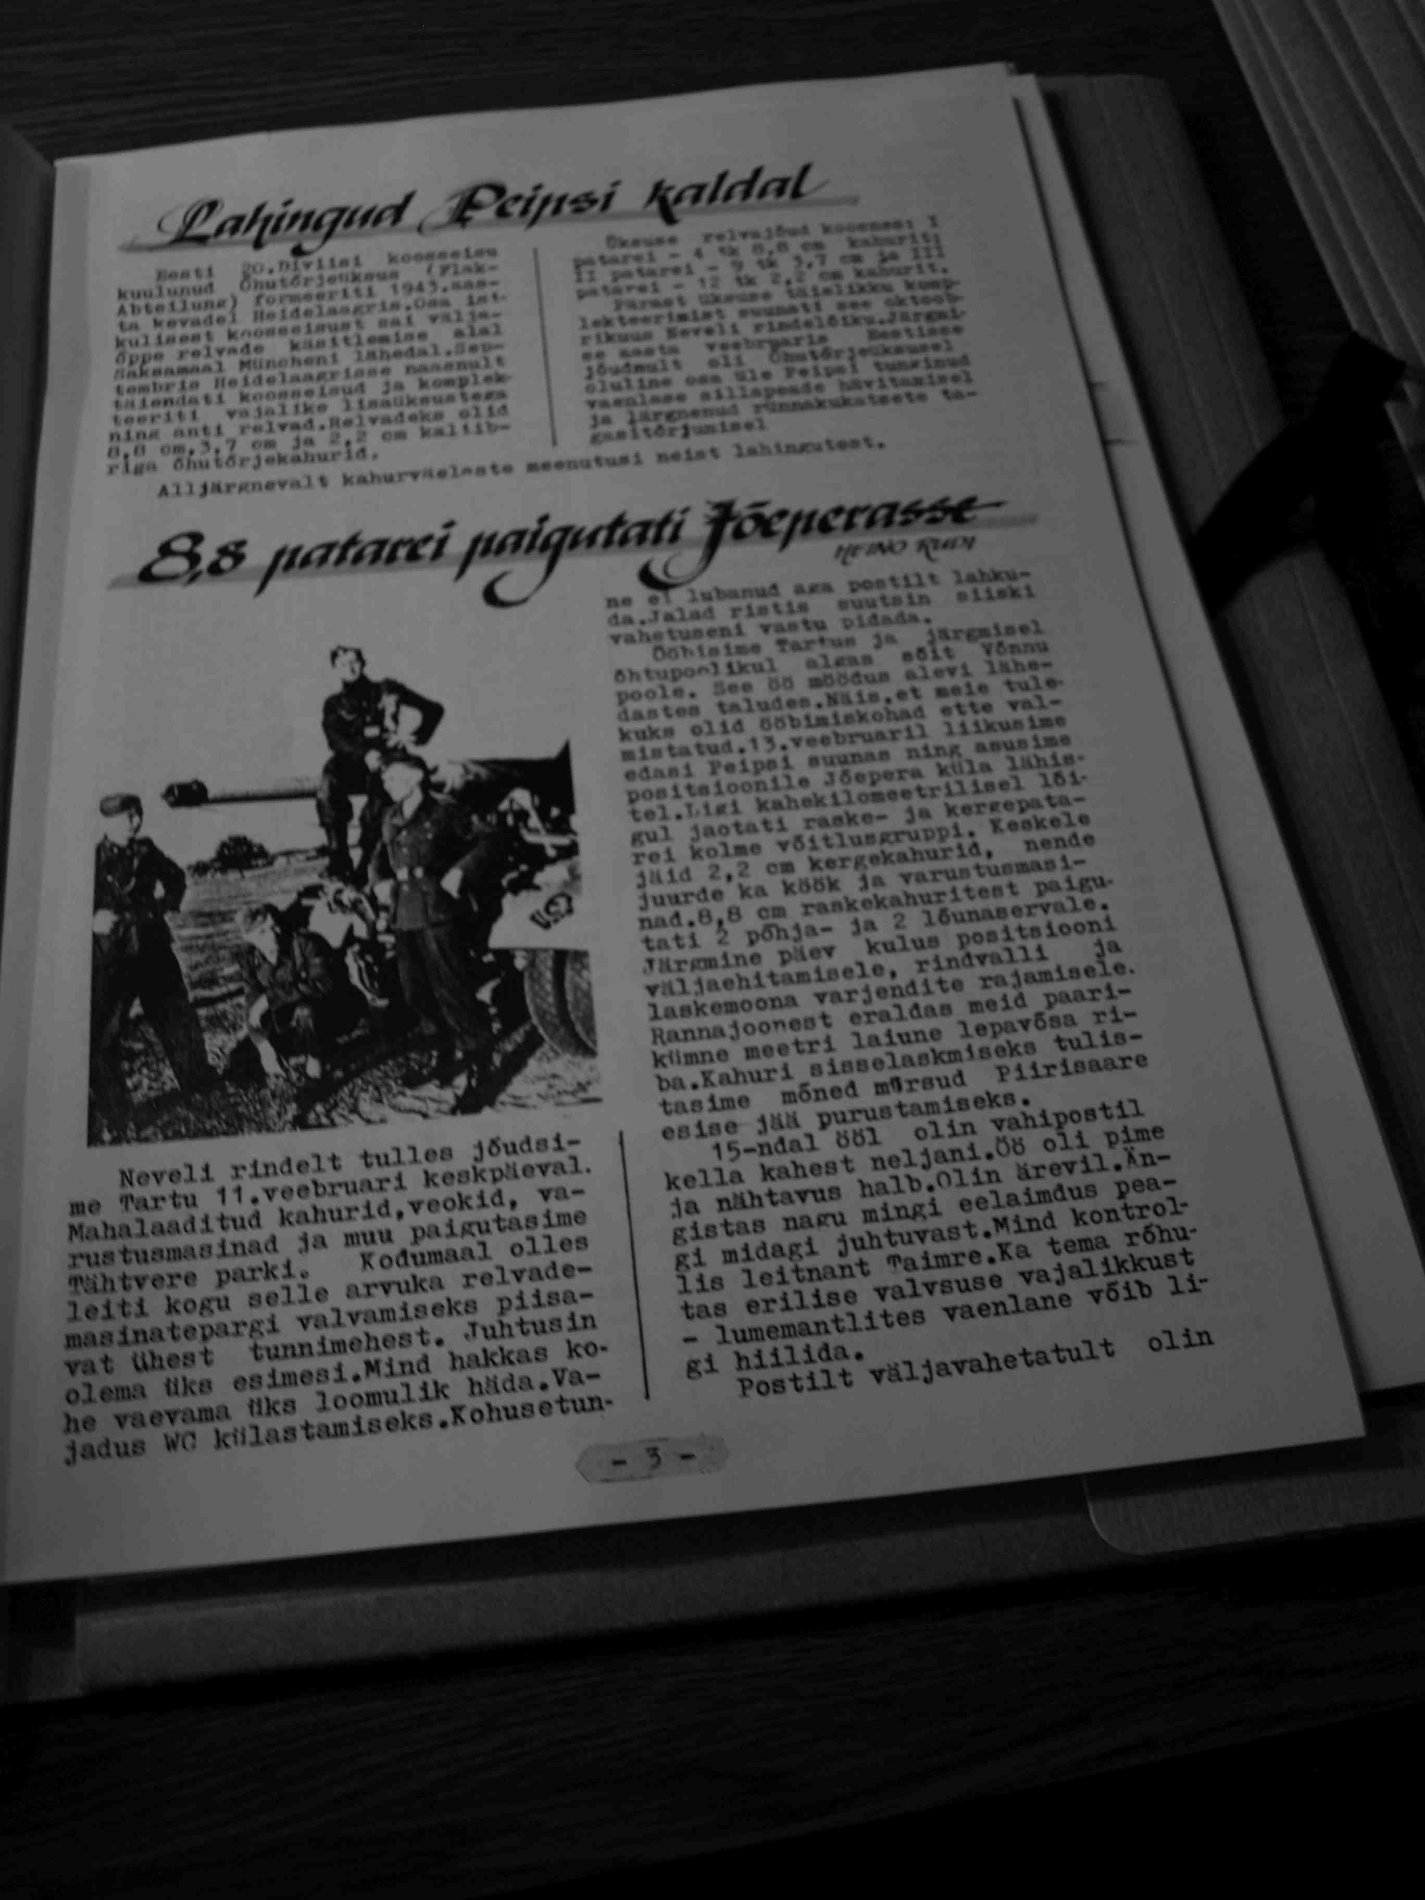 Lahingud Peipsi kaldal
Eesti 20.Diviisi koosseisu
kuulunud Õhutõrjeüksus (Flak-
Abteilung) formeeriti 1943.aas-
ta kevadel Heidelaagris.Osa isi-
kulisest koosseisust sai välja-
õppe relvade käsitlemise alal
Saksamaal Müncheni lähedal.Sep-
tembris Heidelaagrisse naasnult
täiendati koosseisud ja komplek-
teeriti vajalike lisaüksustega
ning anti relvad.Relvadeks olid
8,8 cm,3,7 cm ja 2,2 cm kaliib-
riga õhutõrjekahurid.
Üksuse relvajõud koosnes: I
patarei - 4 tk 8,8 cm kahurit;
II patarei - 9 tk 3,7 cm ja III
patarei - 12 tk 2,2 cm kahurit.
Pärast üksuse täielikku komp-
lekteerimist suunati see oktoob-
rikuus Neveli rindelõiku.Järgmi-
se aasta veebruaris Eestisse
jõudnult oli Õhutõrjeüksusel
oluline osa üle Peipsi tunginud
vaenlase sillapeade hävitamisel
ja järgnenud rünnakukatsete ta-
gasitõrjumisel
Alljärgnevalt kahurväelaste meenutusi neist lahingutest.
8,8 patarei paigutati Jõeperasse
HEINO RUDI
Neveli rindelt tulles jõudsi-
me Tartu 11.veebruari keskpäeval.
Mahalaaditud kahurid,veokid, va-
rustusmasinad ja muu paigutasime
Tähtvere parki. Kodumaal olles
leiti kogu selle arvuka relvade-
masinatepargi valvamiseks piisa-
vat ühest tunnimehest. Juhtusin
olema üks esimesi.Mind hakkas ko-
he vaevama üks loomulik häda.Va-
jadus WC külastamiseks.Kohusetun-
ne ei lubanud aga postilt lahku-
da.Jalad ristis suutsin siiski
vahetuseni vastu pidada.
Ööbisime Tartus ja järgmisel
õhtupoolikul algas sõit Võnnu
poole. See öö möödus alevi lähe-
dastes taludes.Näis,et meie tule-
kuks olid ööbimiskohad ette val-
mistatud.13.veebruaril liikusime
edasi Peipsi suunas ning asusime
positsioonile Jõepera küla lähis-
tel.Ligi kahekilomeetrilisel lõi-
gul jaotati raske- ja kergepata-
rei kolme võitlusgruppi. Keskele
jäid 2,2 cm kergekahurid, nende
juurde ka köök ja varustusmasi-
nad.8,8 cm raskekahuritest paigu-
tati 2 põhja- ja 2 lõunaservale.
Järgmine päev kulus positsiooni
väljaehitamisele, rindvalli ja
laskemoona varjendite rajamisele.
Rannajoonest eraldas meid paari-
kümne meetri laiune lepavõsa ri-
ba.Kahuri sisselaskmiseks tulis-
tasime mõned mürsud Piirisaare
esise jää purustamiseks.
15-ndal ööl olin vahipostil
kella kahest neljani.Öö oli pime
ja nähtavus halb.Olin ärevil.Än-
gistas nagu mingi eelaimdus pea-
gi midagi juhtuvast.Mind kontrol-
lis leitnant Taimre.Ka tema rõhu-
tas erilise valvsuse vajalikkust
- lumemantlites vaenlane võib li-
gi hiilida.
Postilt väljavahetatult olin
- 3 -